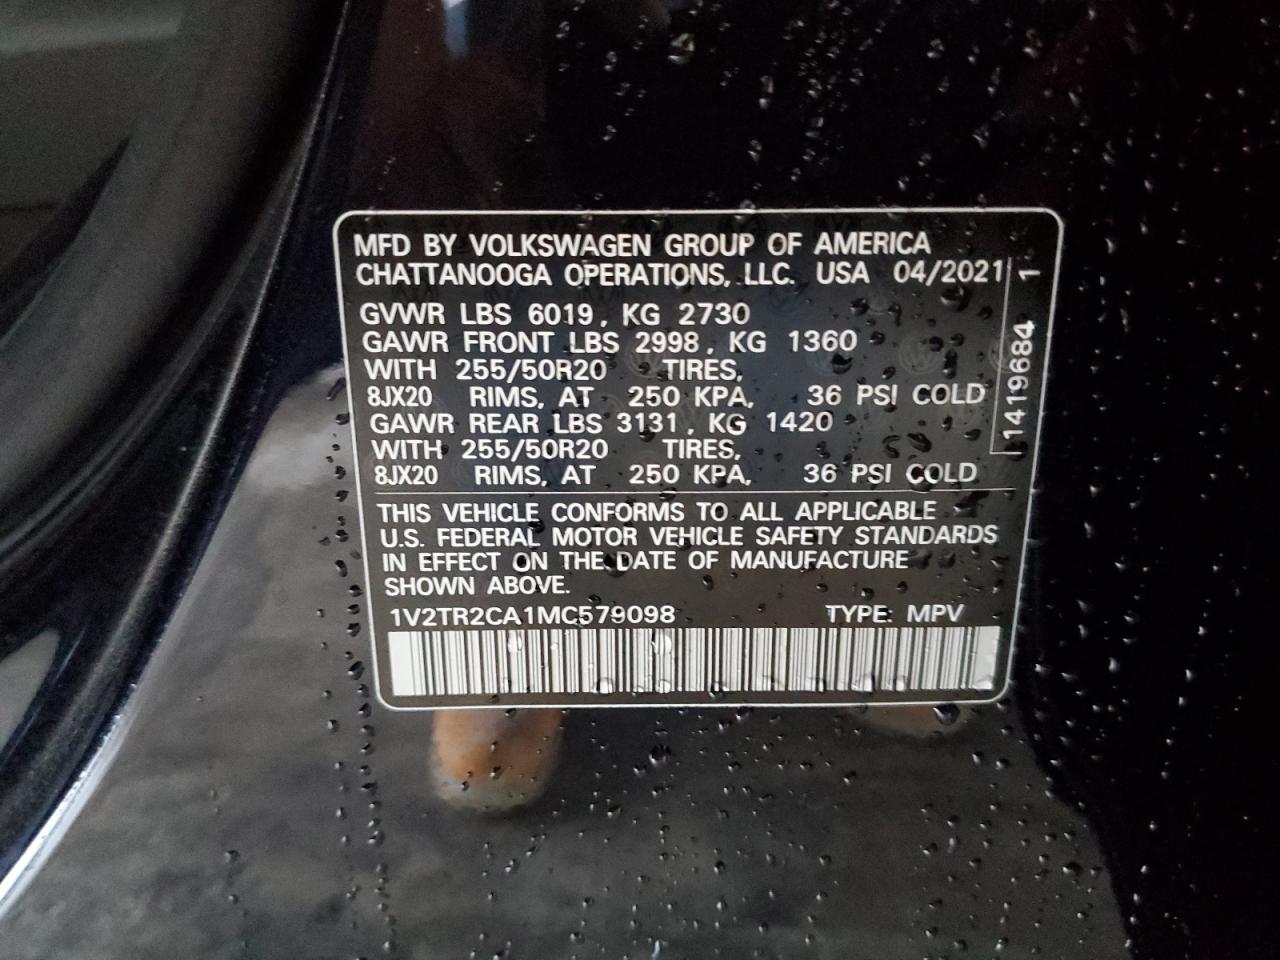 MFD BY VOLKSWAGEN GROUP OF AMERICA
CHATTANOOGA OPERATIONS, LLC. USA 04/2021
GVWR LBS 6019, KG 2730
GAWR FRONT LBS 2998, KG 1360
WITH 255/50R20 TIRES,
8JX20 RIMS, AT 250 KPA, 36 PSI COLD
GAWR REAR LBS 3131, KG 1420
WITH 255/50R20 TIRES,
8JX20 RIMS, AT 250 KPA, 36 PSI COLD
1419684 1
THIS VEHICLE CONFORMS TO ALL APPLICABLE
U.S. FEDERAL MOTOR VEHICLE SAFETY STANDARDS
IN EFFECT ON THE DATE OF MANUFACTURE
SHOWN ABOVE.
1V2TR2CA1MC579098 TYPE: MPV